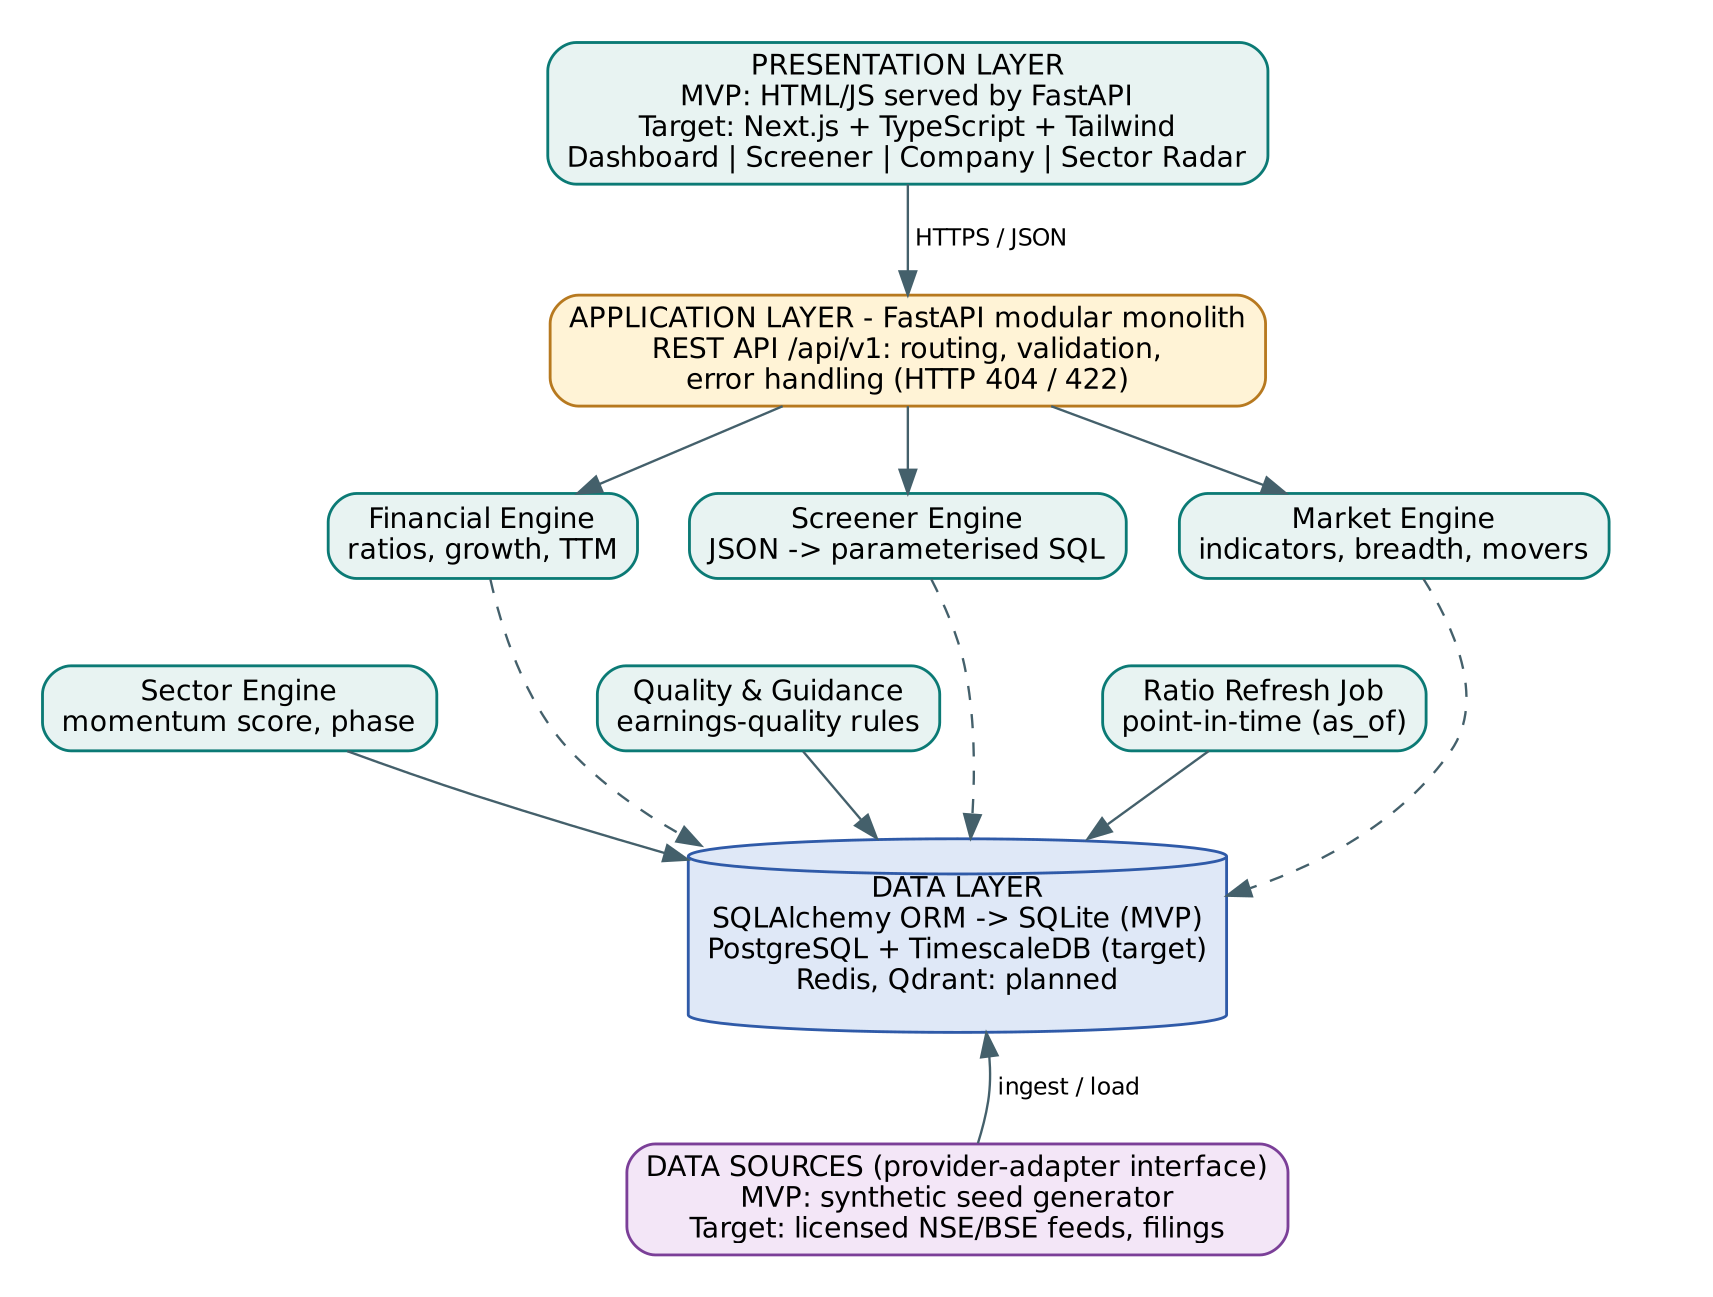 PRESENTATION LAYER
MVP: HTML/JS served by FastAPI
Target: Next.js + TypeScript + Tailwind
Dashboard | Screener | Company | Sector Radar
HTTPS / JSON
APPLICATION LAYER - FastAPI modular monolith
REST API /api/v1: routing, validation,
error handling (HTTP 404 / 422)
Financial Engine
ratios, growth, TTM
Screener Engine
JSON -> parameterised SQL
Market Engine
indicators, breadth, movers
Sector Engine
momentum score, phase
Quality & Guidance
earnings-quality rules
Ratio Refresh Job
point-in-time (as_of)
DATA LAYER
SQLAlchemy ORM -> SQLite (MVP)
PostgreSQL + TimescaleDB (target)
Redis, Qdrant: planned
ingest / load
DATA SOURCES (provider-adapter interface)
MVP: synthetic seed generator
Target: licensed NSE/BSE feeds, filings